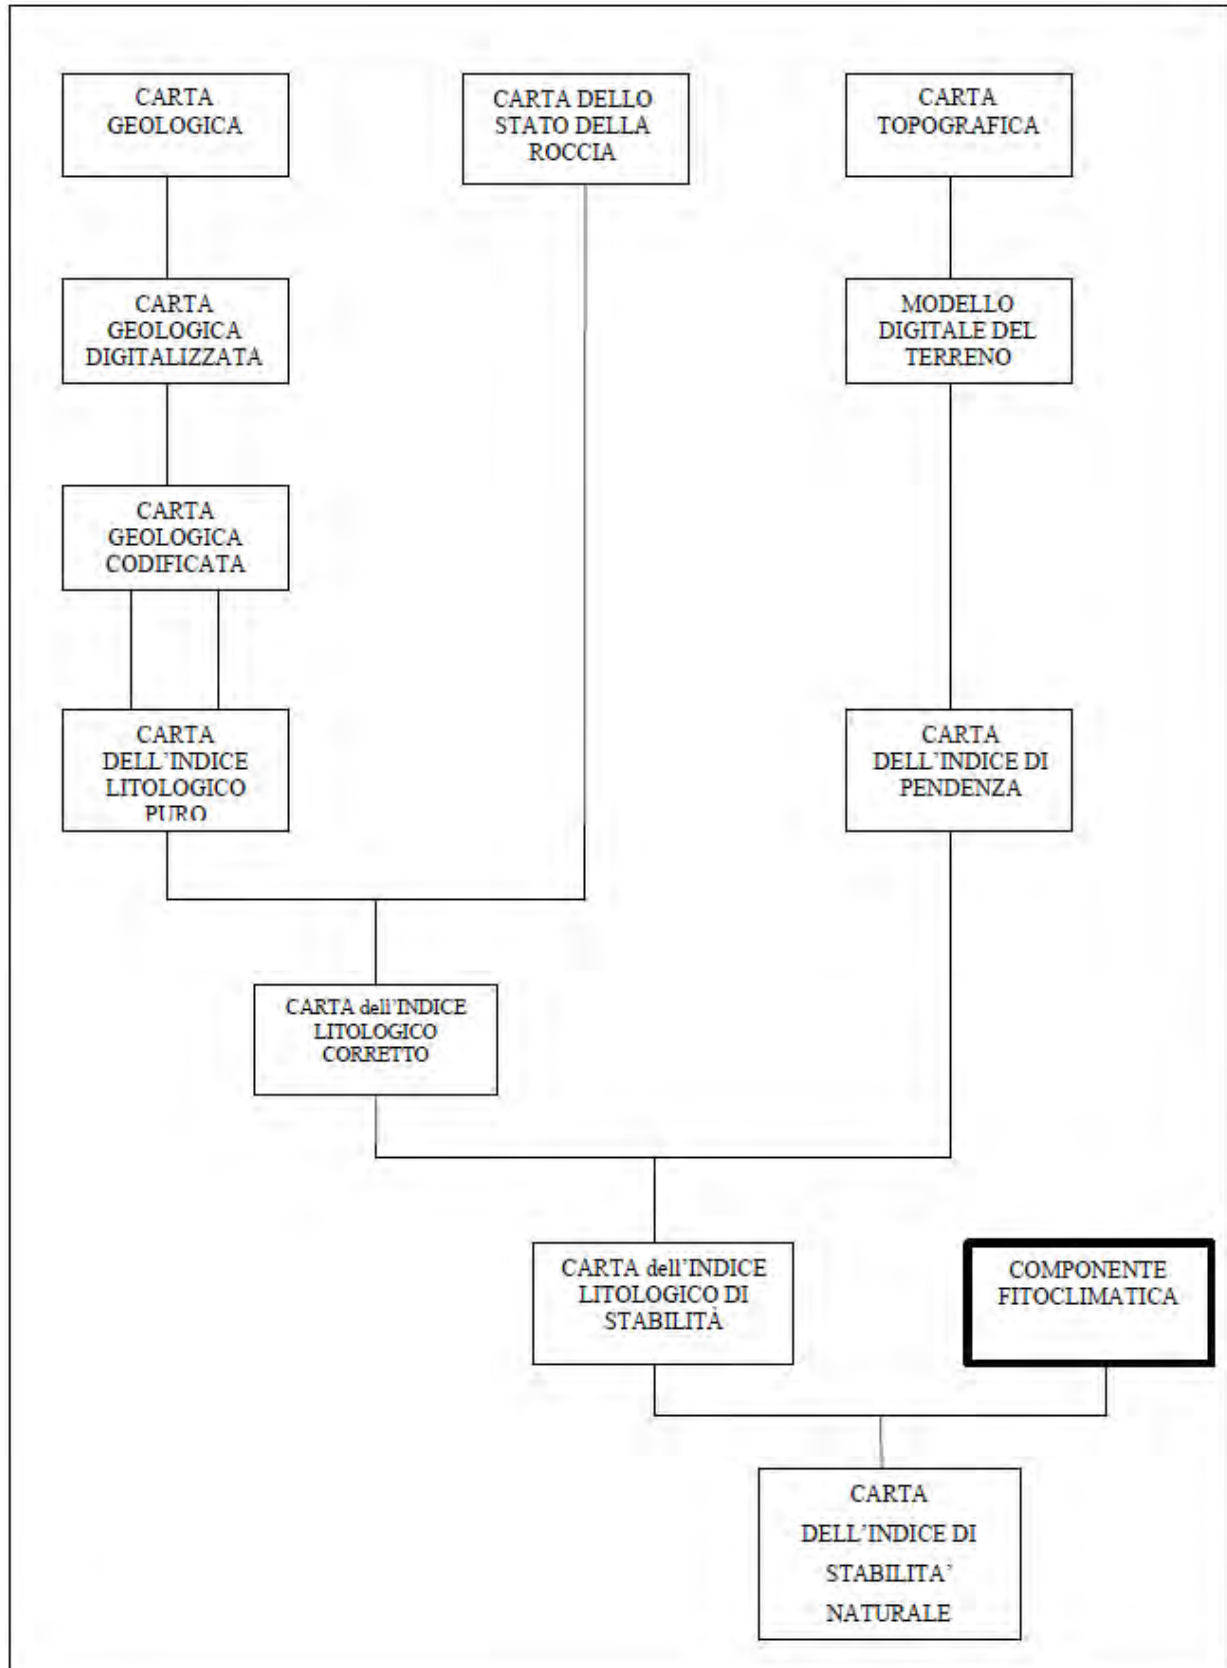 CARTA
GEOLOGICA
CARTA DELLO
STATO DELLA
ROCCIA
CARTA
TOPOGRAFICA
CARTA
GEOLOGICA
DIGITALIZZATA
MODELLO
DIGITALE DEL
TERRENO
CARTA
GEOLOGICA
CODIFICATA
CARTA
DELL'INDICE
LITOLOGICO
PURO
CARTA
DELL'INDICE DI
PENDENZA
CARTA dell'INDICE
LITOLOGICO
CORRETTO
CARTA dell'INDICE
LITOLOGICO DI
STABILITÀ
COMPONENTE
FITOCLIMATICA
CARTA
DELL'INDICE DI
STABILITA'
NATURALE